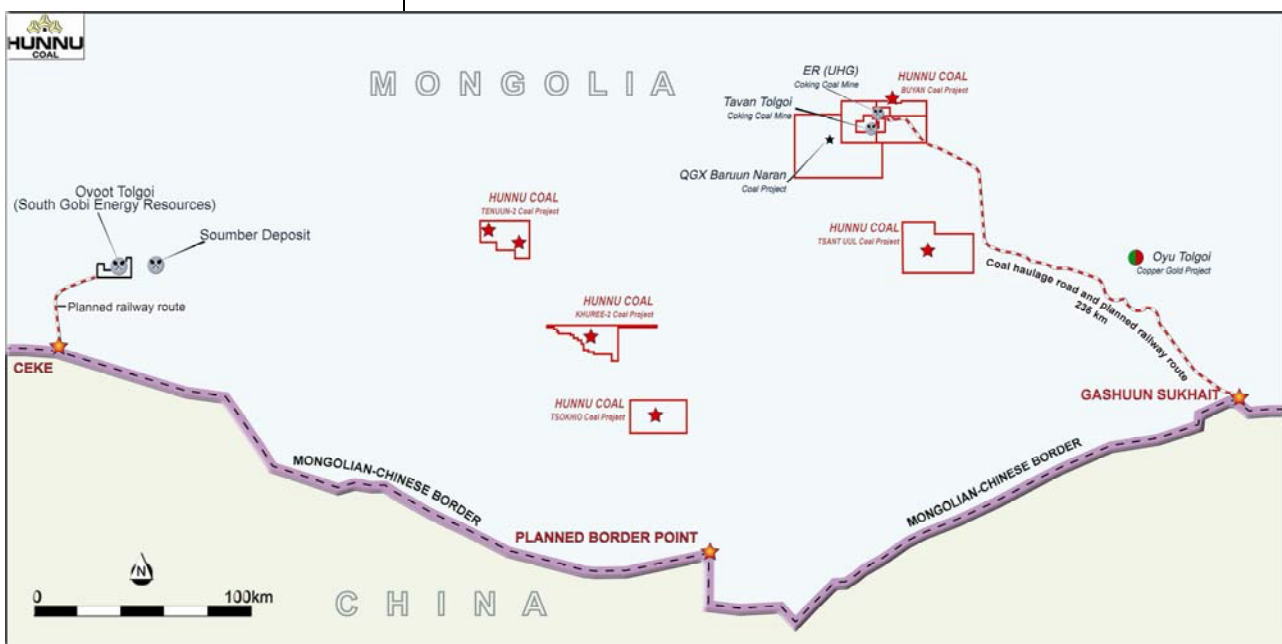 HUNNU
COAL
MONGOLIA
ER (UHG)
Coking Coal Mine
HUNNU COAL
BUYAN Coal Project
Tavan Tolgoi
Coking Coal Mine
QGX Baruun Naran
Coal Project
Ovoot Tolgoi
(South Gobi Energy Resources)
Soumber Deposit
HUNNU COAL
TENUUN-2 Coal Project
HUNNU COAL
TSANT UUL Coal Project
Oyu Tolgoi
Copper Gold Project
Coal haulage road and planned railway route
236 km
Planned railway route
HUNNU COAL
KHUREE-2 Coal Project
CEKE
HUNNU COAL
TSOKHIO Coal Project
GASHUUN SUKHAIT
MONGOLIAN-CHINESE BORDER
MONGOLIAN-CHINESE BORDER
PLANNED BORDER POINT
N
0 100km
CHINA